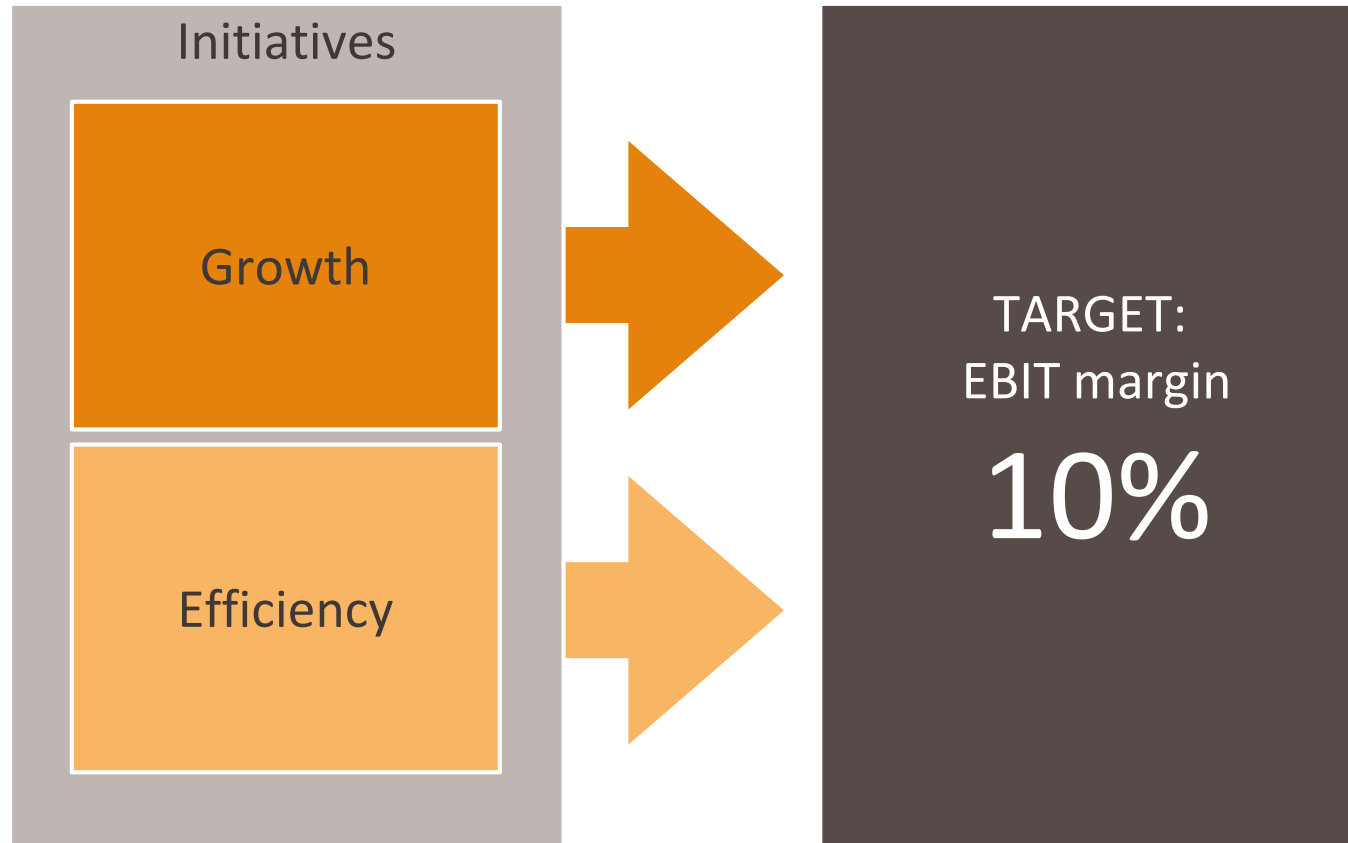 Initiatives
Growth
Efficiency
TARGET:
EBIT margin
10%